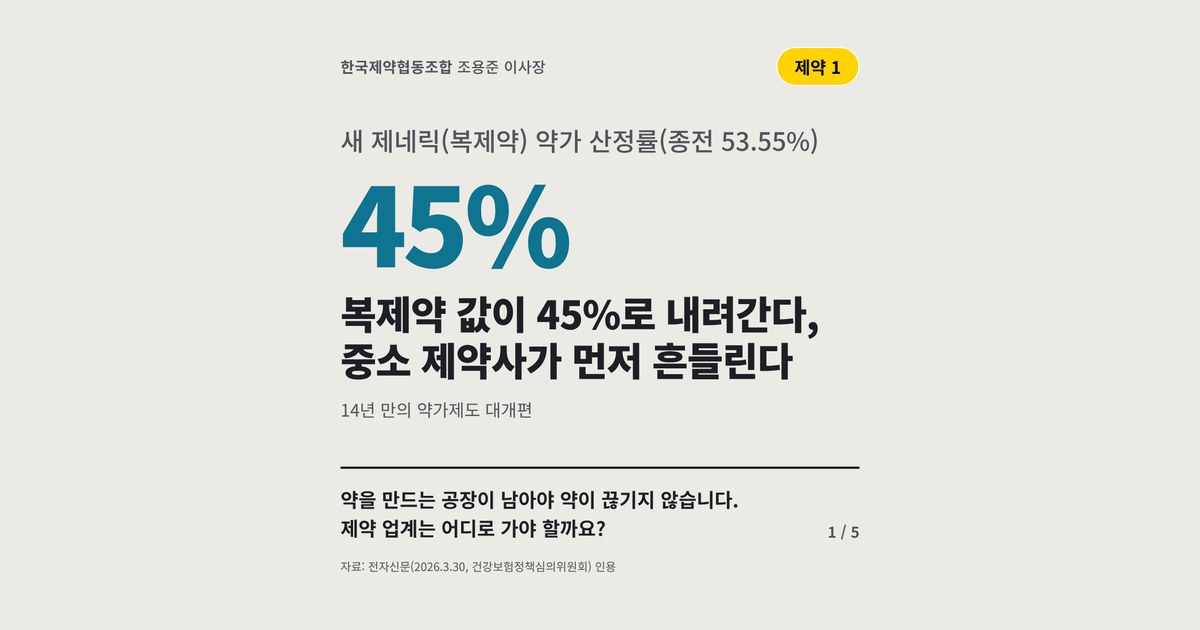 한국제약협동조합 조용준 이사장
제약 1
새 제네릭(복제약) 약가 산정률(종전 53.55%)
45%
복제약 값이 45%로 내려간다,
중소 제약사가 먼저 흔들린다
14년 만의 약가제도 대개편
약을 만드는 공장이 남아야 약이 끊기지 않습니다.
제약 업계는 어디로 가야 할까요?
1 / 5
자료: 전자신문(2026.3.30, 건강보험정책심의위원회) 인용